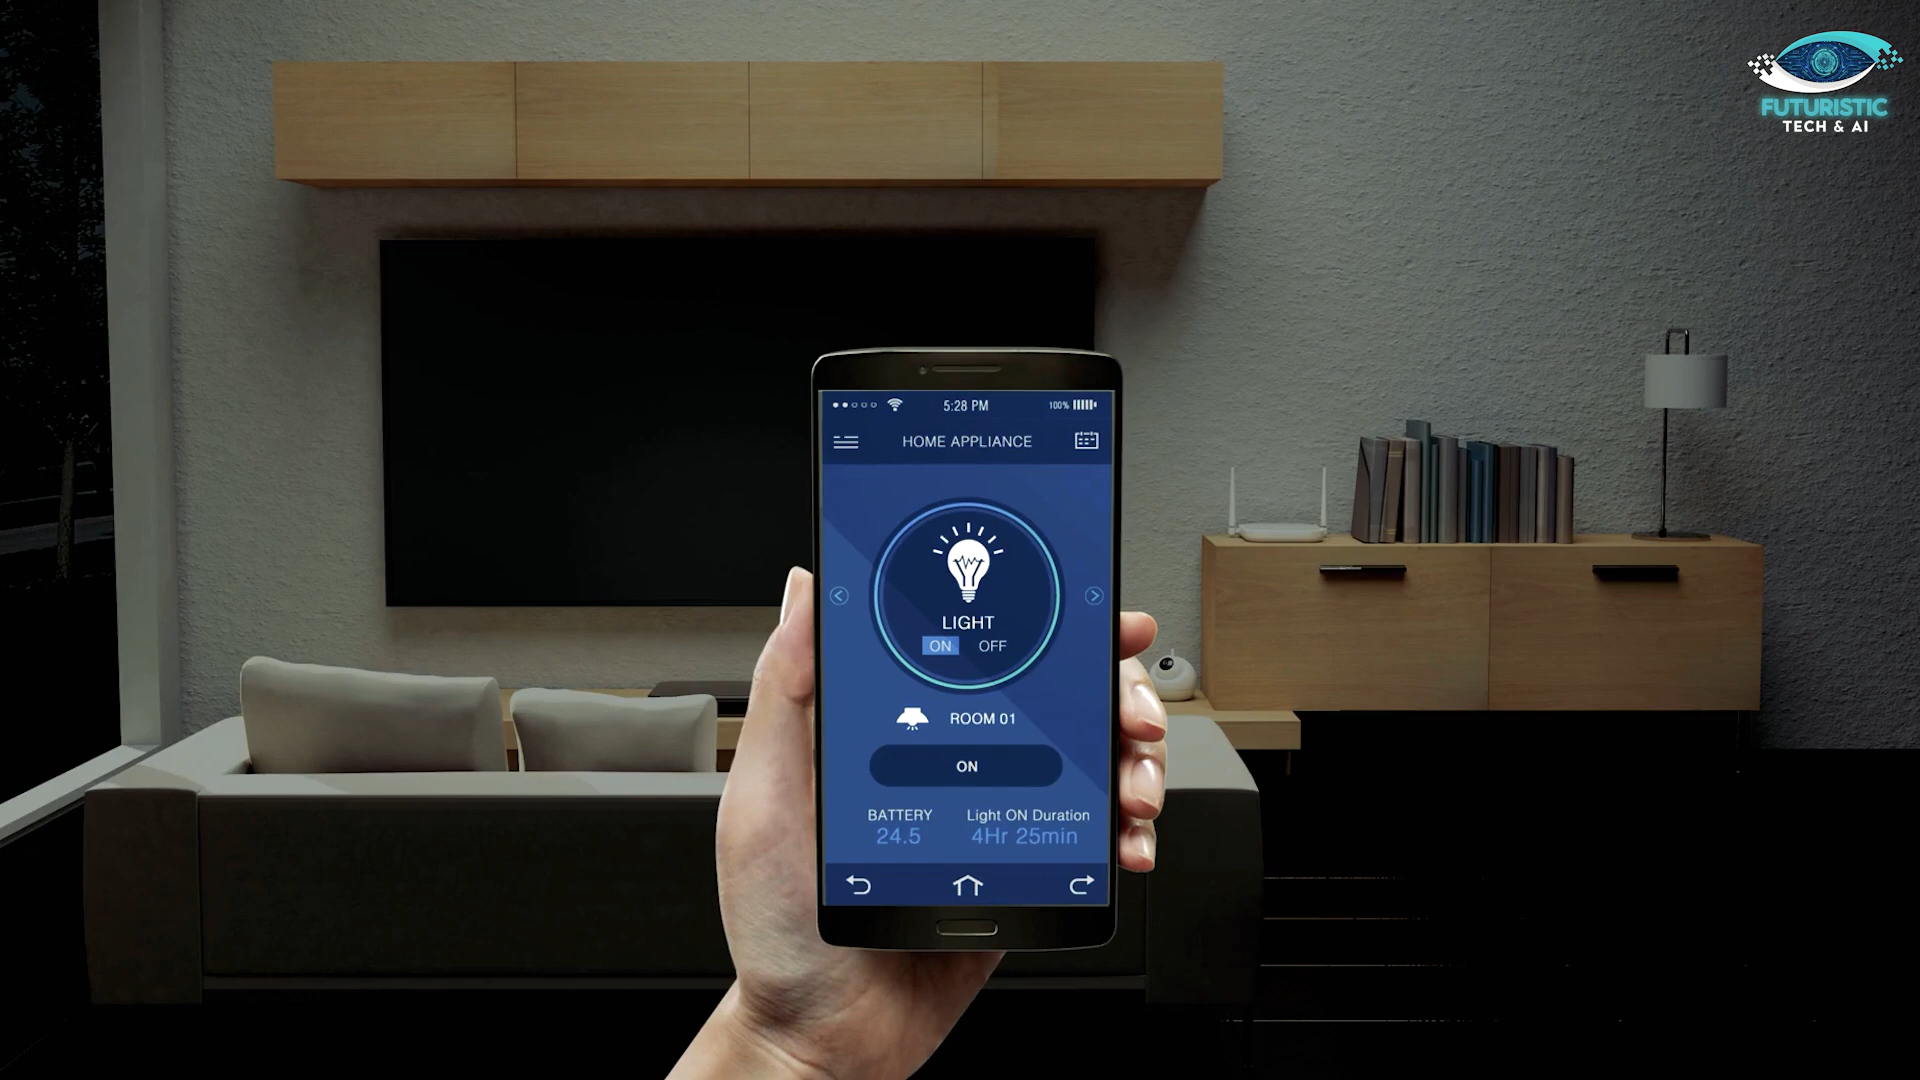 FUTURISTIC
TECH & AI
5:28 PM
100%
HOME APPLIANCE
LIGHT
ON OFF
ROOM 01
ON
BATTERY Light ON Duration
24.5 4Hr 25min